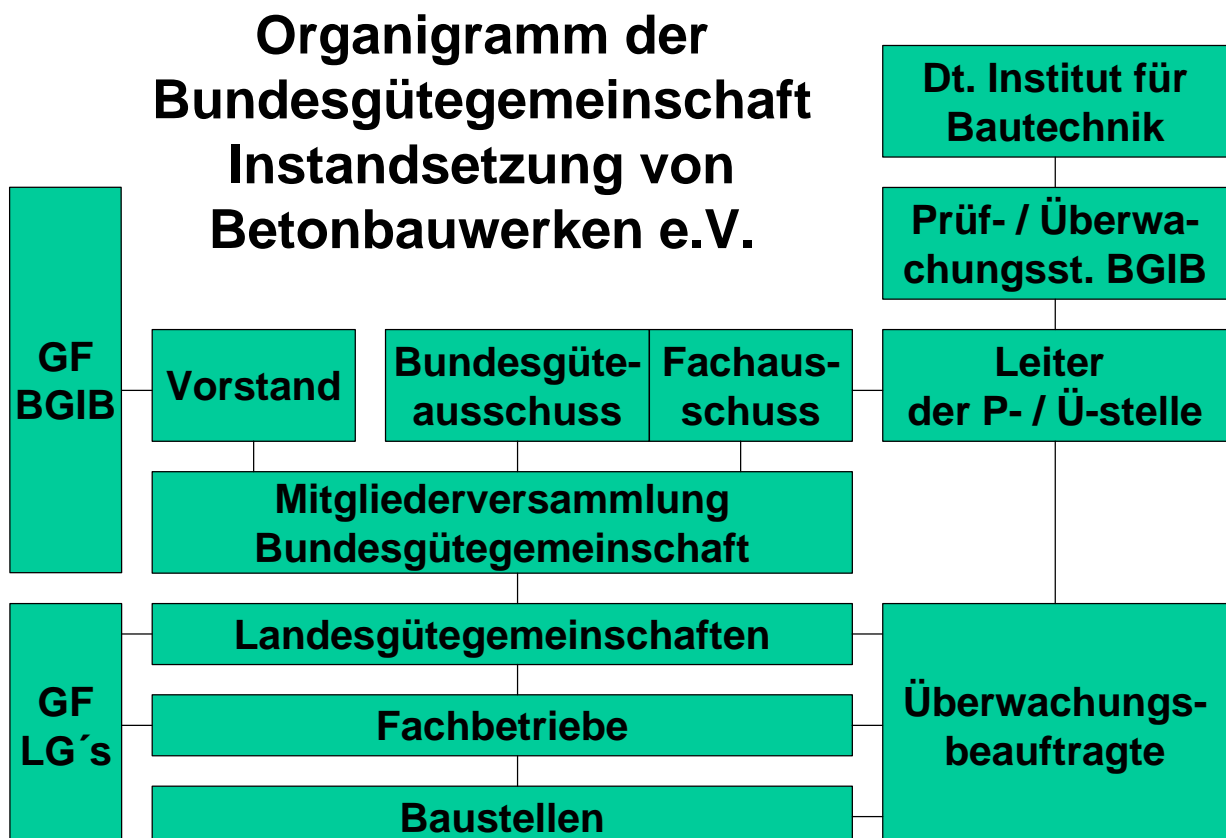 Organigramm der
Bundesgütegemeinschaft
Instandsetzung von
Betonbauwerken e.V.
Dt. Institut für
Bautechnik
Prüf- / Überwa-
chungsst. BGIB
GF
BGIB
Vorstand
Bundesgüte-
ausschuss
Fachaus-
schuss
Leiter
der P- / Ü-stelle
Mitgliederversammlung
Bundesgütegemeinschaft
GF
LG´s
Landesgütegemeinschaften
Fachbetriebe
Baustellen
Überwachungs-
beauftragte